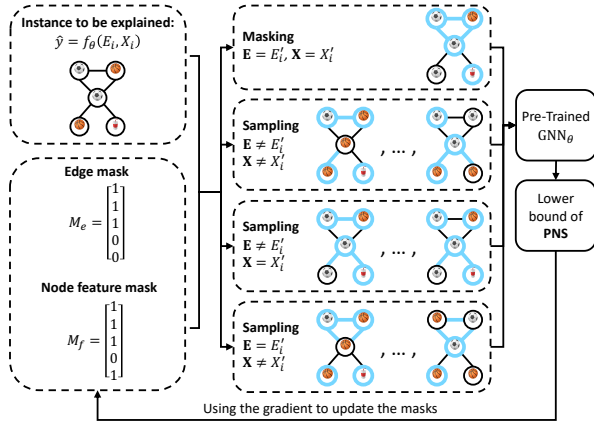 Instance to be explained:
ŷ = f_θ(E_i, X_i)
Edge mask
M_e = [1 1 1 0 0]
Node feature mask
M_f = [1 1 1 0 1]
Masking
E = E_i′, X = X_i′
Sampling
E ≠ E_i′
X ≠ X_i′
, … ,
Sampling
E ≠ E_i′
X = X_i′
, … ,
Sampling
E = E_i′
X ≠ X_i′
, … ,
Pre-Trained
GNN_θ
Lower
bound of
PNS
Using the gradient to update the masks